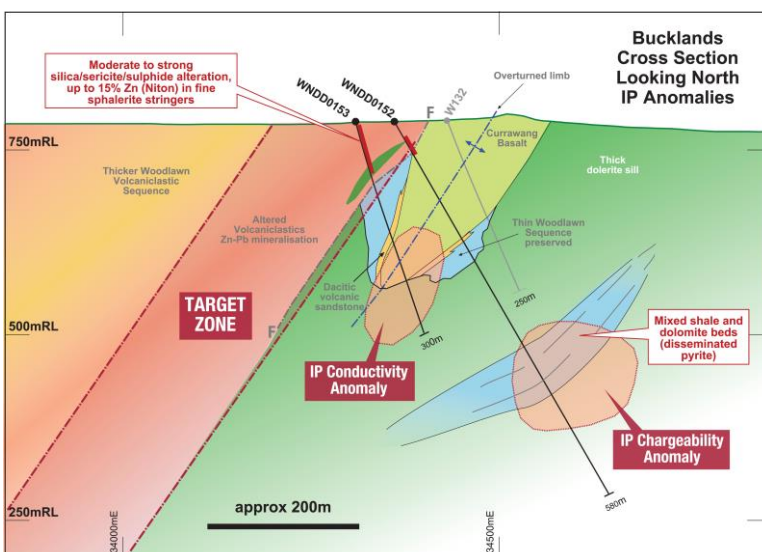 Bucklands
Cross Section
Looking North
IP Anomalies
Moderate to strong
silica/sericite/sulphide alteration,
up to 15% Zn (Niton) in fine
sphalerite stringers
WNDD0153
WNDD0152
F
W132
Overturned limb
Currawang
Basalt
750mRL
Thicker Woodlawn
Volcaniclastic
Sequence
Thick
dolerite sill
Altered
Volcaniclastics
Zn-Pb mineralisation
Thin Woodlawn
Sequence
preserved
Dacitic
volcanic
sandstone
TARGET
ZONE
250m
F
500mRL
300m
Mixed shale and
dolomite beds
(disseminated
pyrite)
IP Conductivity
Anomaly
IP Chargeability
Anomaly
580m
approx 200m
250mRL
34000mE
34500mE